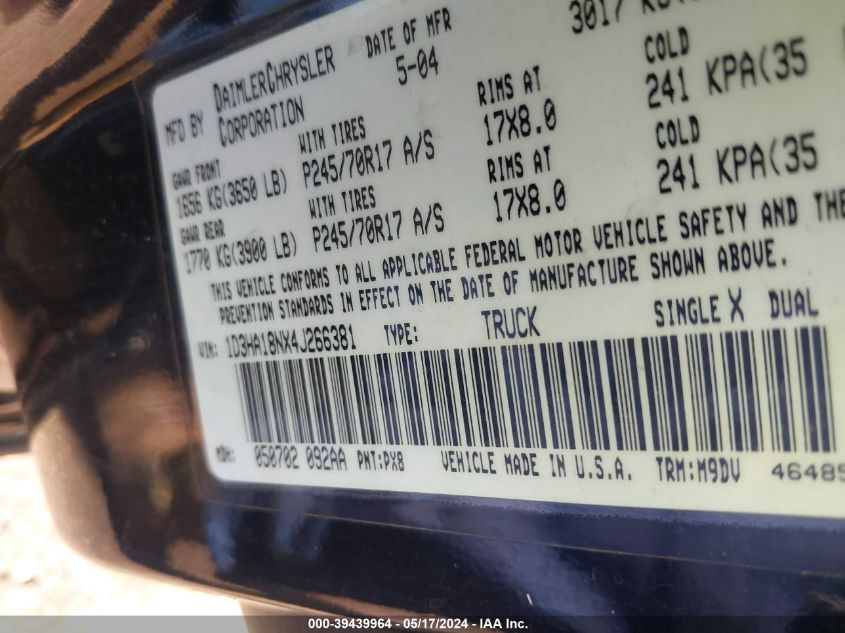 MFD BY DAIMLERCHRYSLER CORPORATION DATE OF MFR 5-04 3017
GAWR FRONT WITH TIRES RIMS AT COLD
1656 KG(3650 LB) P245/70R17 A/S 17X8.0 241 KPA(35
GAWR REAR WITH TIRES RIMS AT COLD
1770 KG(3900 LB) P245/70R17 A/S 17X8.0 241 KPA(35
THIS VEHICLE CONFORMS TO ALL APPLICABLE FEDERAL MOTOR VEHICLE SAFETY AND THE
PREVENTION STANDARDS IN EFFECT ON THE DATE OF MANUFACTURE SHOWN ABOVE.
VIN: 1D3HA18NX4J266381 TYPE: TRUCK SINGLE X DUAL
MDH: 050702 092AA PNT:PX8 VEHICLE MADE IN U.S.A. TRM:M9DV 46485
000-39439964 - 05/17/2024 - IAA Inc.